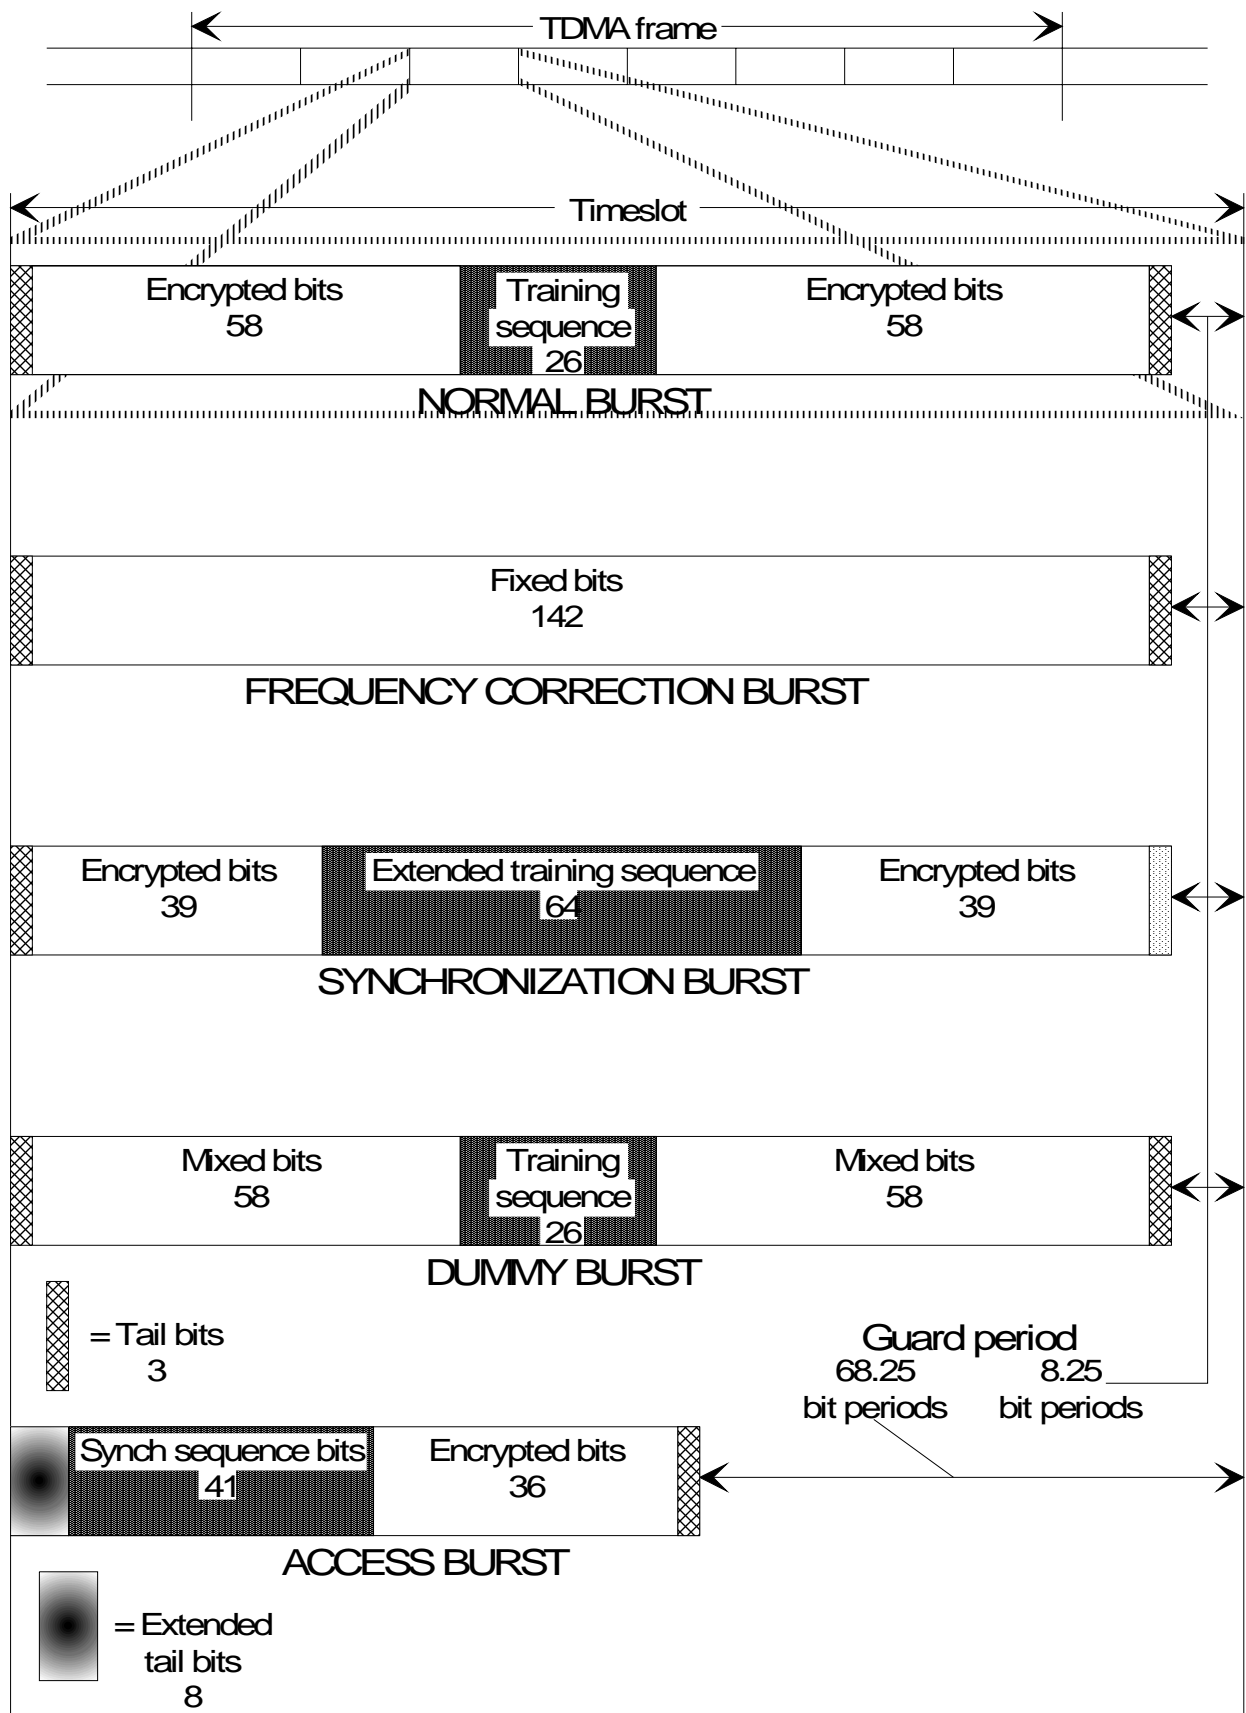 TDMA frame
Timeslot
Encrypted bits
58
Training
sequence
26
Encrypted bits
58
NORMAL BURST
Fixed bits
142
FREQUENCY CORRECTION BURST
Encrypted bits
39
Extended training sequence
64
Encrypted bits
39
SYNCHRONIZATION BURST
Mixed bits
58
Training
sequence
26
Mixed bits
58
DUMMY BURST
= Tail bits
3
Guard period
68.25
bit periods
8.25
bit periods
Synch sequence bits
41
Encrypted bits
36
ACCESS BURST
= Extended
tail bits
8